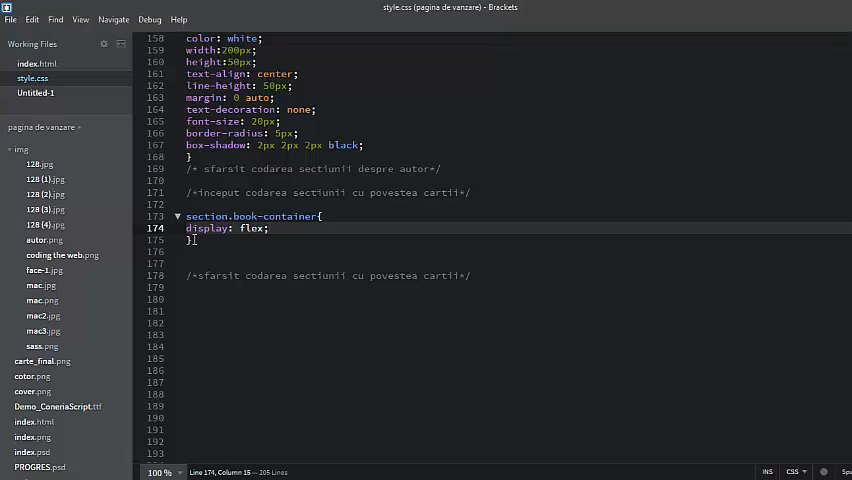 style.css (pagina de vanzare) - Brackets
File Edit Find View Navigate Debug Help
Working Files
index.html
style.css
Untitled-1
pagina de vanzare
img
128.jpg
128 (1).jpg
128 (2).jpg
128 (3).jpg
128 (4).jpg
autor.png
coding the web.png
face-1.jpg
mac.jpg
mac.png
mac2.jpg
mac3.jpg
sass.png
carte_final.png
cotor.png
cover.png
Demo_ConeriaScript.ttf
index.html
index.png
index.psd
PROGRES.psd
158 color: white;
159 width:200px;
160 height:50px;
161 text-align: center;
162 line-height: 50px;
163 margin: 0 auto;
164 text-decoration: none;
165 font-size: 20px;
166 border-radius: 5px;
167 box-shadow: 2px 2px 2px black;
168 }
169 /* sfarsit codarea sectiunii despre autor*/
170
171 /*inceput codarea sectiunii cu povestea cartii*/
172
173 section.book-container{
174 display: flex;
175 }
176
177
178 /*sfarsit codarea sectiunii cu povestea cartii*/
179
180
181
182
183
184
185
186
187
188
189
190
191
192
193
100 % Line 174, Column 15 — 205 Lines INS CSS